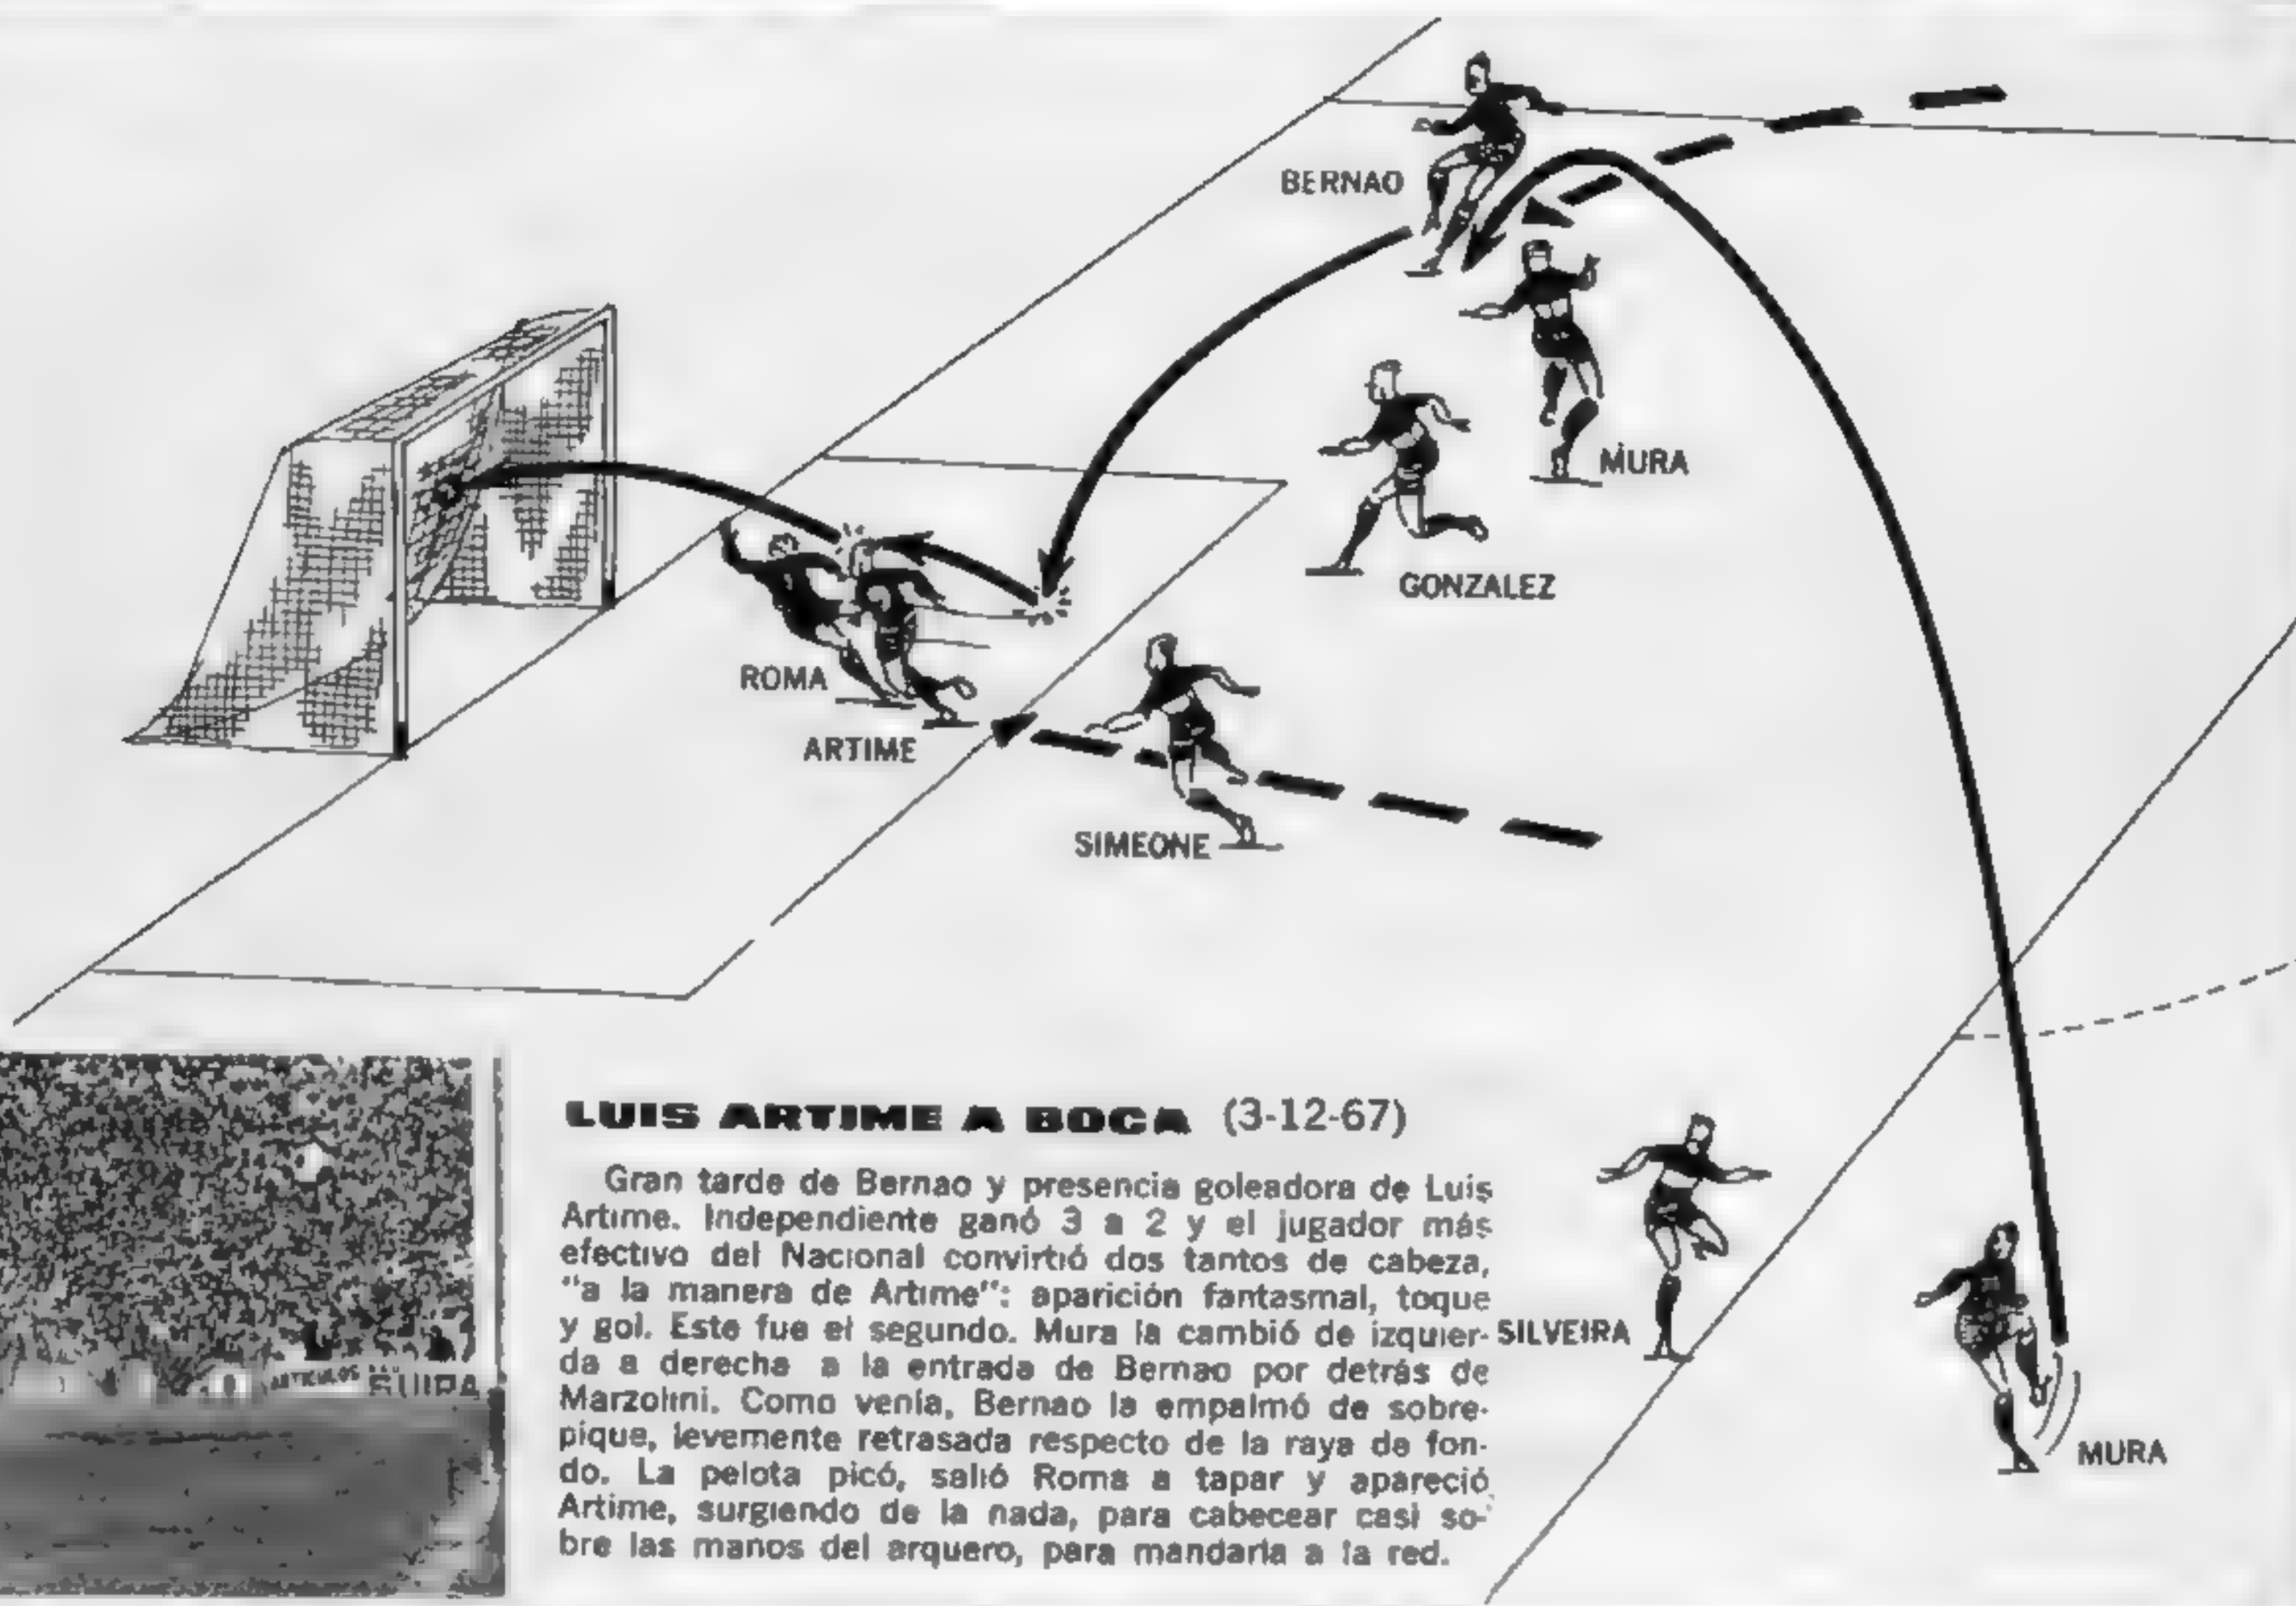 BERNAO
MURA
GONZALEZ
ROMA
ARTIME
SIMEONE
LUIS ARTIME A BOCA (3-12-67)
Gran tarde de Bernao y presencia goleadora de Luis
Artime. Independiente ganó 3 a 2 y el jugador más
efectivo del Nacional convirtió dos tantos de cabeza,
"a la manera de Artime": aparición fantasmal, toque
y gol. Este fue el segundo. Mura la cambió de izquier-
da a derecha a la entrada de Bernao por detrás de
Marzolini. Como venía, Bernao la empalmó de sobre-
pique, levemente retrasada respecto de la raya de fon-
do. La pelota picó, salió Roma a tapar y apareció
Artime, surgiendo de la nada, para cabecear casi so-
bre las manos del arquero, para mandarla a la red.
SILVEIRA
MURA
ARTICULOS